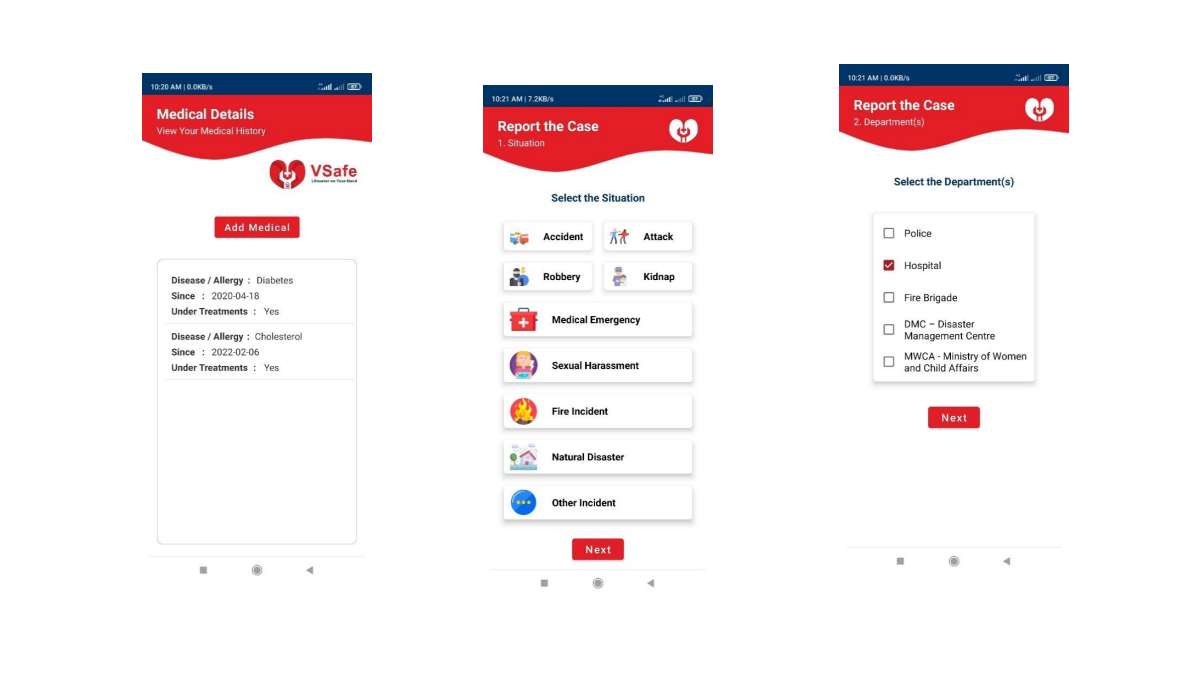 10:20 AM | 0.0KB/s
87
Medical Details
View Your Medical History
VSafe
Lifesaver on Your Hand
Add Medical
Disease / Allergy : Diabetes
Since : 2020-04-18
Under Treatments : Yes
Disease / Allergy : Cholesterol
Since : 2022-02-06
Under Treatments : Yes
10:21 AM | 7.2KB/s
87
Report the Case
1. Situation
Select the Situation
Accident
Attack
Robbery
Kidnap
Medical Emergency
HELP
Sexual Harassment
Fire Incident
Natural Disaster
Other Incident
Next
10:21 AM | 0.0KB/s
87
Report the Case
2. Department(s)
Select the Department(s)
Police
Hospital
Fire Brigade
DMC – Disaster
Management Centre
MWCA - Ministry of Women
and Child Affairs
Next